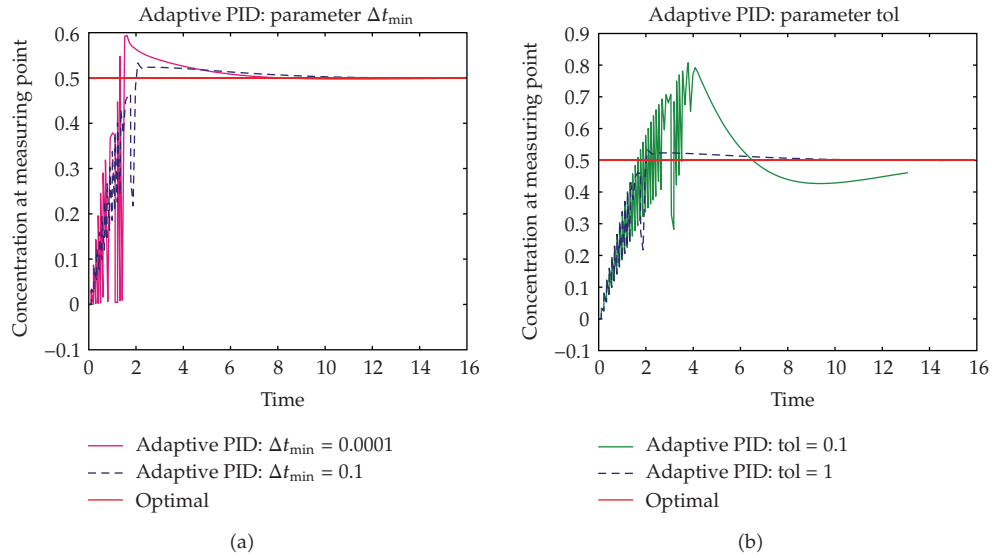 Adaptive PID: parameter Δt_min
Concentration at measuring point
0.6
0.5
0.4
0.3
0.2
0.1
0
−0.1
0 2 4 6 8 10 12 14 16
Time
Adaptive PID: Δt_min = 0.0001
Adaptive PID: Δt_min = 0.1
Optimal
(a)
Adaptive PID: parameter tol
Concentration at measuring point
0.9
0.8
0.7
0.6
0.5
0.4
0.3
0.2
0.1
0
−0.1
0 2 4 6 8 10 12 14 16
Time
Adaptive PID: tol = 0.1
Adaptive PID: tol = 1
Optimal
(b)